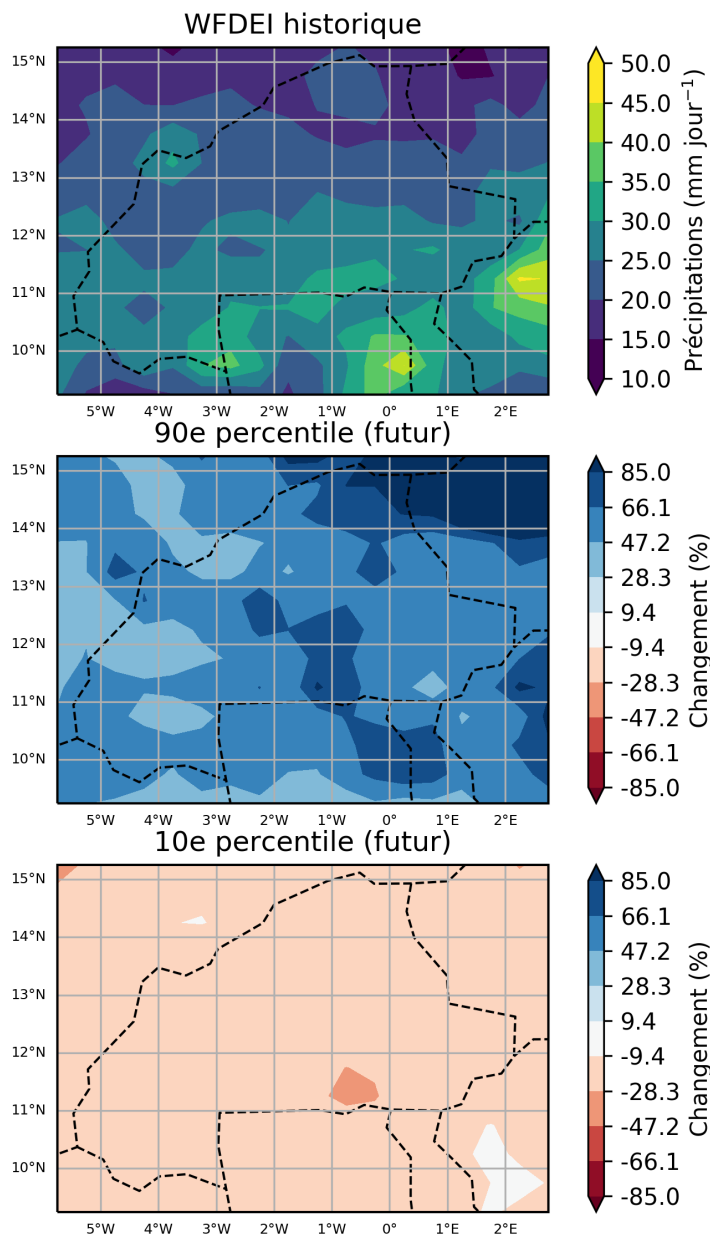 WFDEI historique
15°N
14°N
13°N
12°N
11°N
10°N
5°W 4°W 3°W 2°W 1°W 0° 1°E 2°E
50.0
45.0
40.0
35.0
30.0
25.0
20.0
15.0
10.0
Précipitations (mm jour⁻¹)
90e percentile (futur)
15°N
14°N
13°N
12°N
11°N
10°N
5°W 4°W 3°W 2°W 1°W 0° 1°E 2°E
85.0
66.1
47.2
28.3
9.4
-9.4
-28.3
-47.2
-66.1
-85.0
Changement (%)
10e percentile (futur)
15°N
14°N
13°N
12°N
11°N
10°N
5°W 4°W 3°W 2°W 1°W 0° 1°E 2°E
85.0
66.1
47.2
28.3
9.4
-9.4
-28.3
-47.2
-66.1
-85.0
Changement (%)